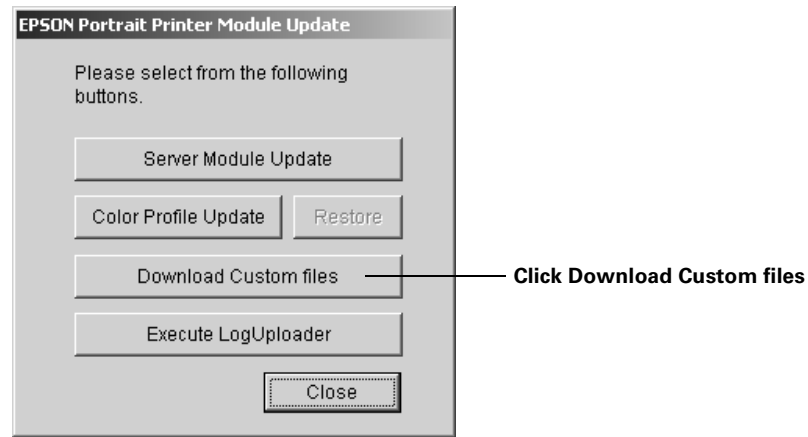 EPSON Portrait Printer Module Update
Please select from the following
buttons.
Server Module Update
Color Profile Update
Restore
Download Custom files
Click Download Custom files
Execute LogUploader
Close